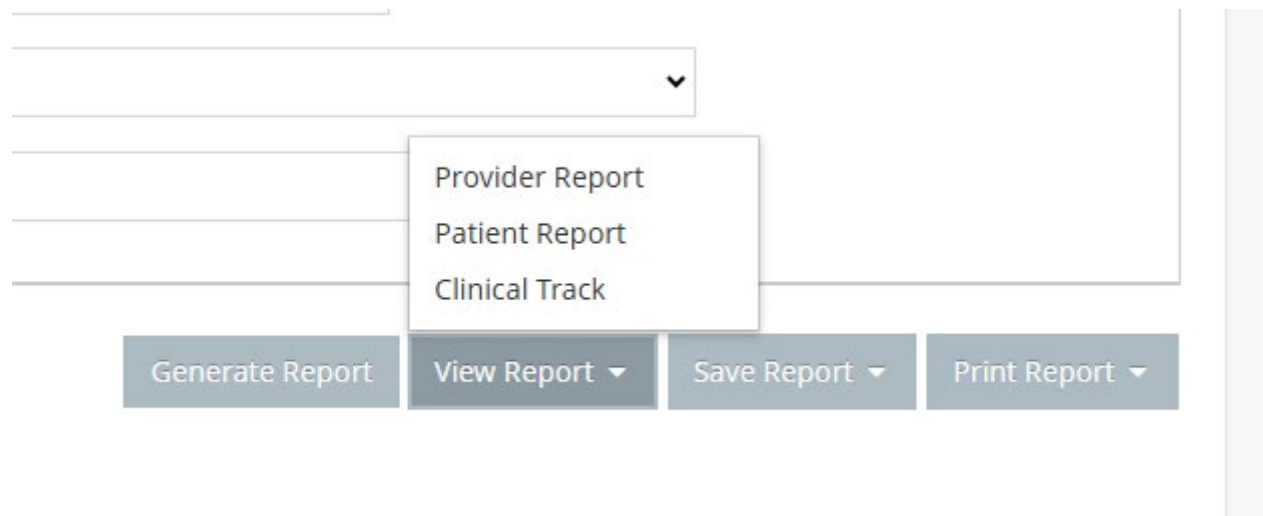 Provider Report
Patient Report
Clinical Track
Generate Report
View Report
Save Report
Print Report